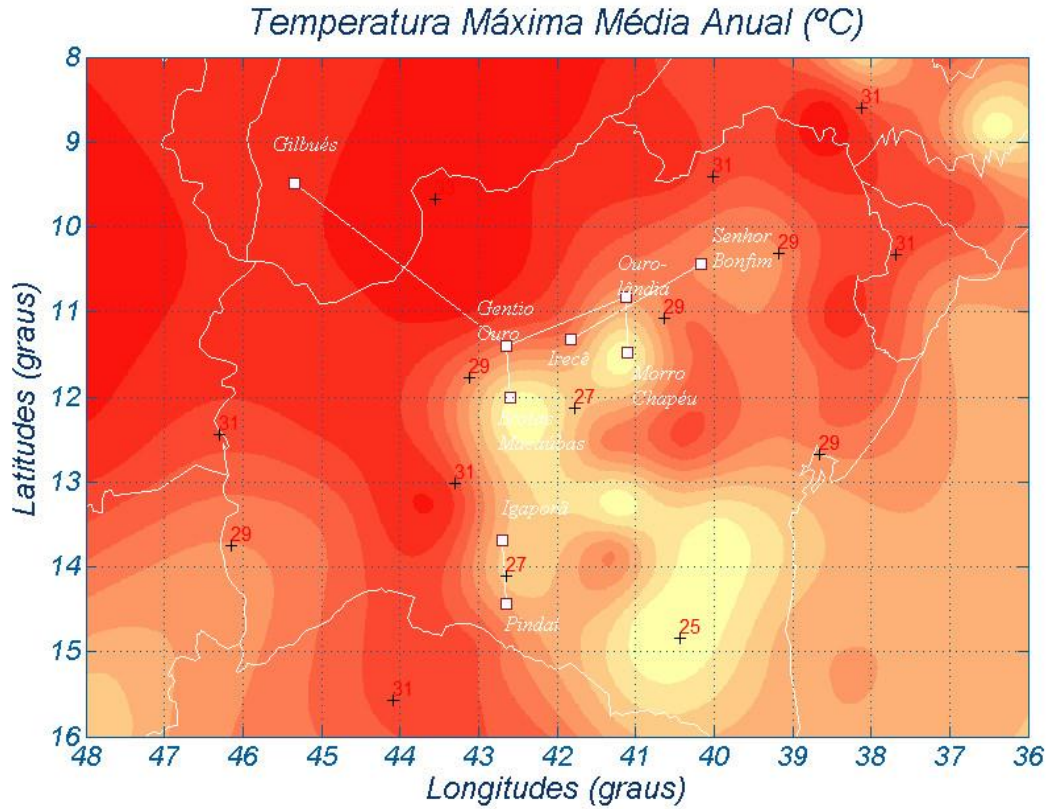 Temperatura Máxima Média Anual (ºC)
8
31
9
Gilbués
31
10
Senhor
29
Bonfim
31
Ouro-
lândia
11
Gentio
Ouro
29
Irecê
29
Morro
Chapéu
12
27
31
Macaubas
29
13
31
Igaporã
29
14
27
Pindaí
25
15
31
16
48 47 46 45 44 43 42 41 40 39 38 37 36
Latitudes (graus)
Longitudes (graus)